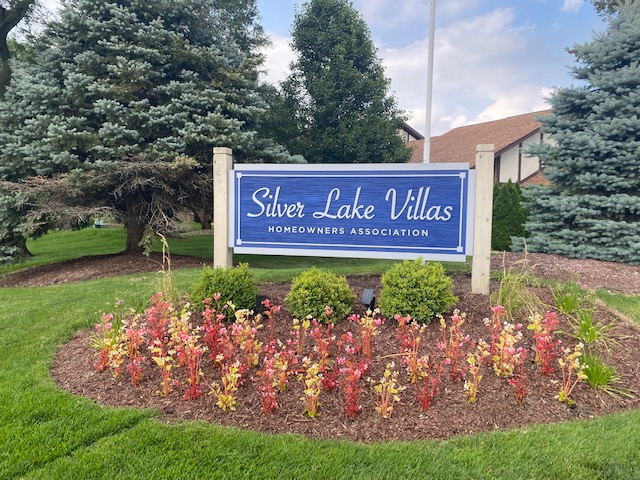 Silver Lake Villas
HOMEOWNERS ASSOCIATION